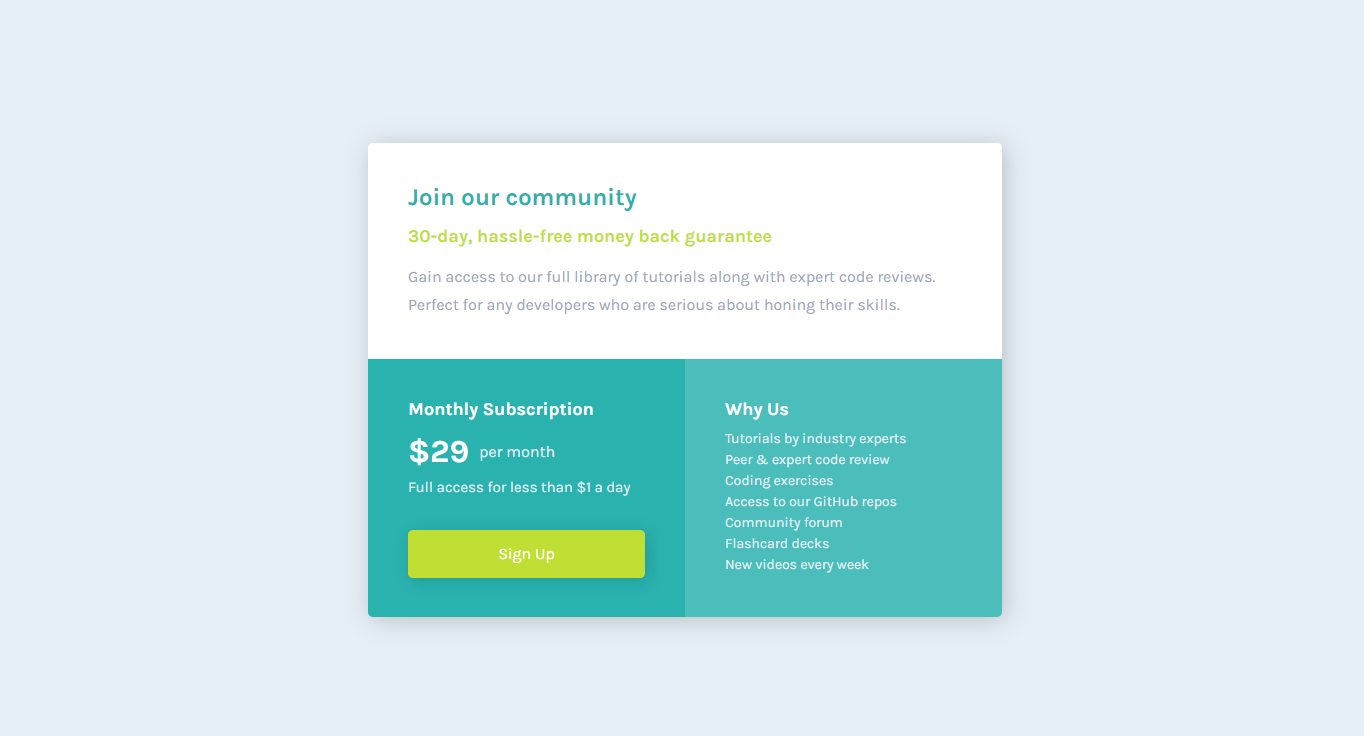 Join our community
30-day, hassle-free money back guarantee
Gain access to our full library of tutorials along with expert code reviews.
Perfect for any developers who are serious about honing their skills.
Monthly Subscription
$29 per month
Full access for less than $1 a day
Sign Up
Why Us
Tutorials by industry experts
Peer & expert code review
Coding exercises
Access to our GitHub repos
Community forum
Flashcard decks
New videos every week